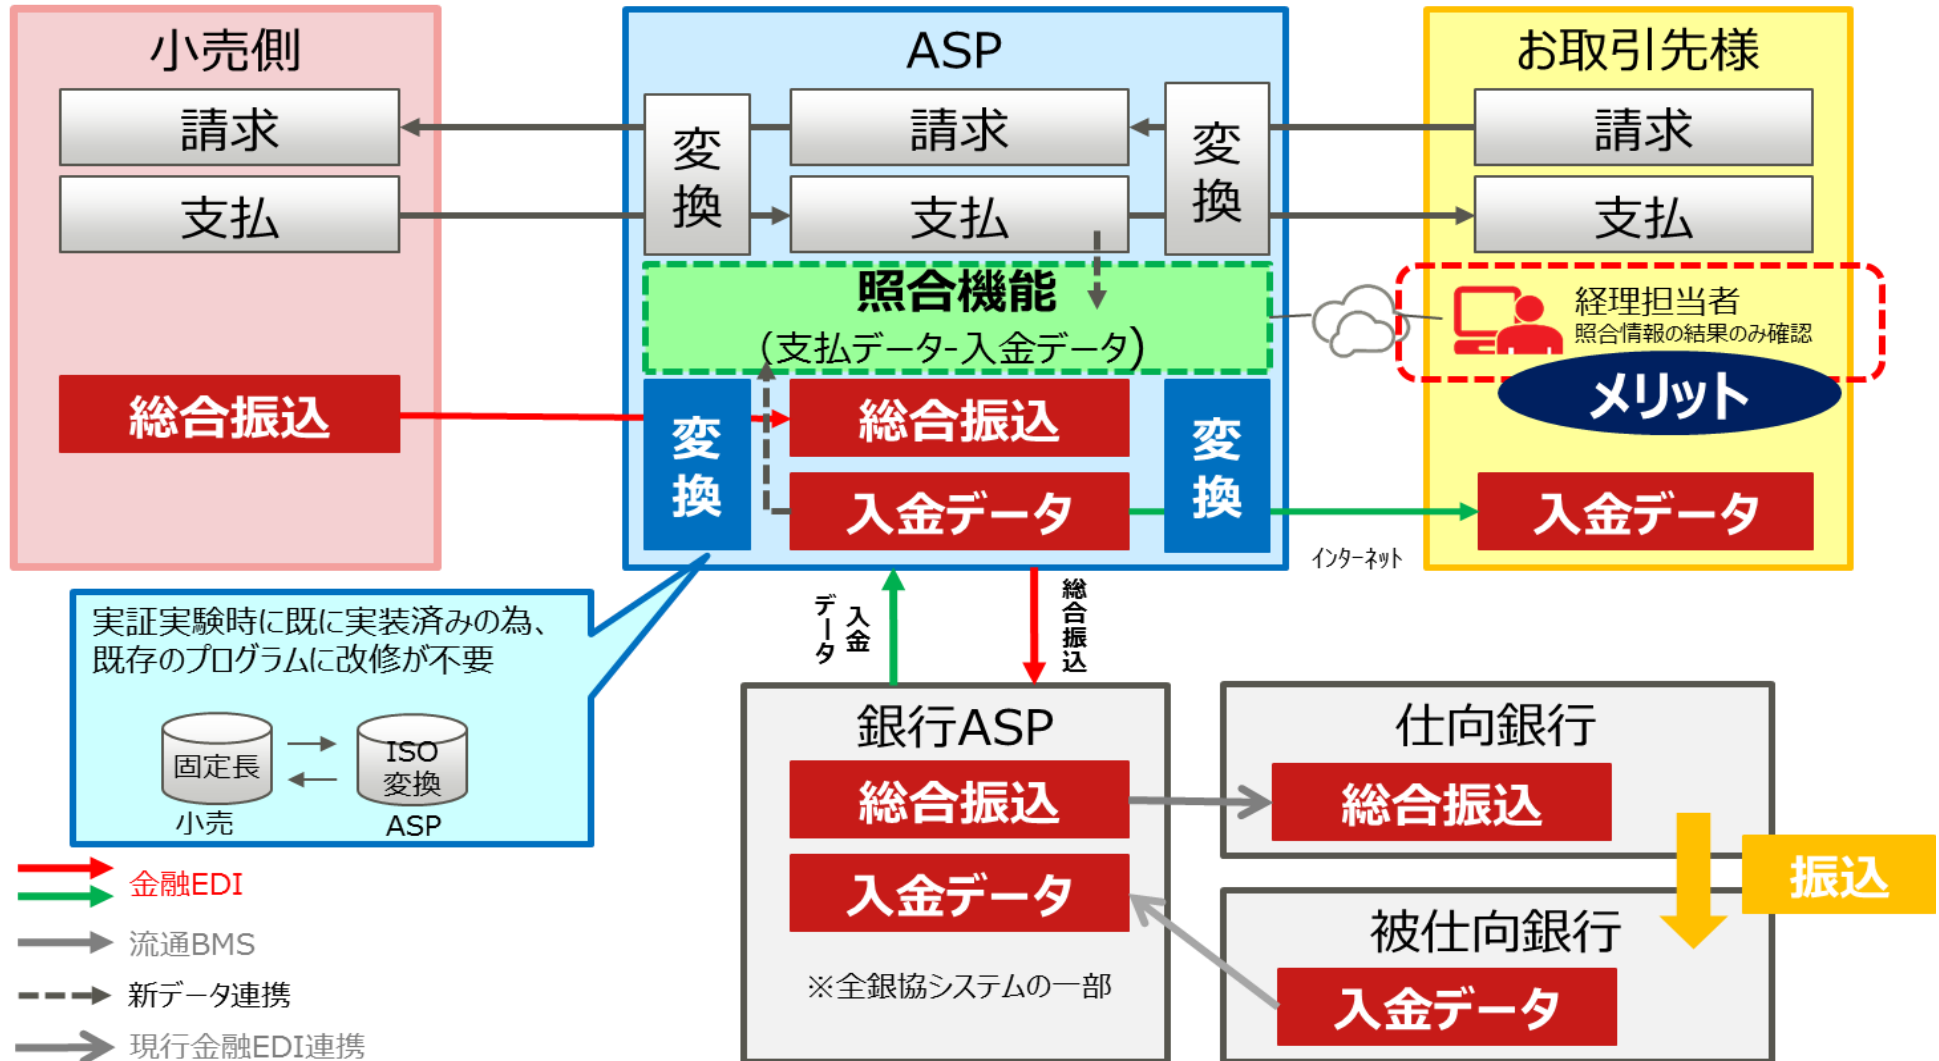 小売側
請求
支払
総合振込
ASP
変換
請求
変換
支払
照合機能
(支払データ-入金データ)
変換
総合振込
変換
入金データ
お取引先様
請求
支払
経理担当者
照合情報の結果のみ確認
メリット
入金データ
インターネット
入金データ
総合振込
実証実験時に既に実装済みの為、
既存のプログラムに改修が不要
固定長
小売
ISO
変換
ASP
銀行ASP
総合振込
入金データ
※全銀協システムの一部
仕向銀行
総合振込
振込
被仕向銀行
入金データ
金融EDI
流通BMS
新データ連携
現行金融EDI連携